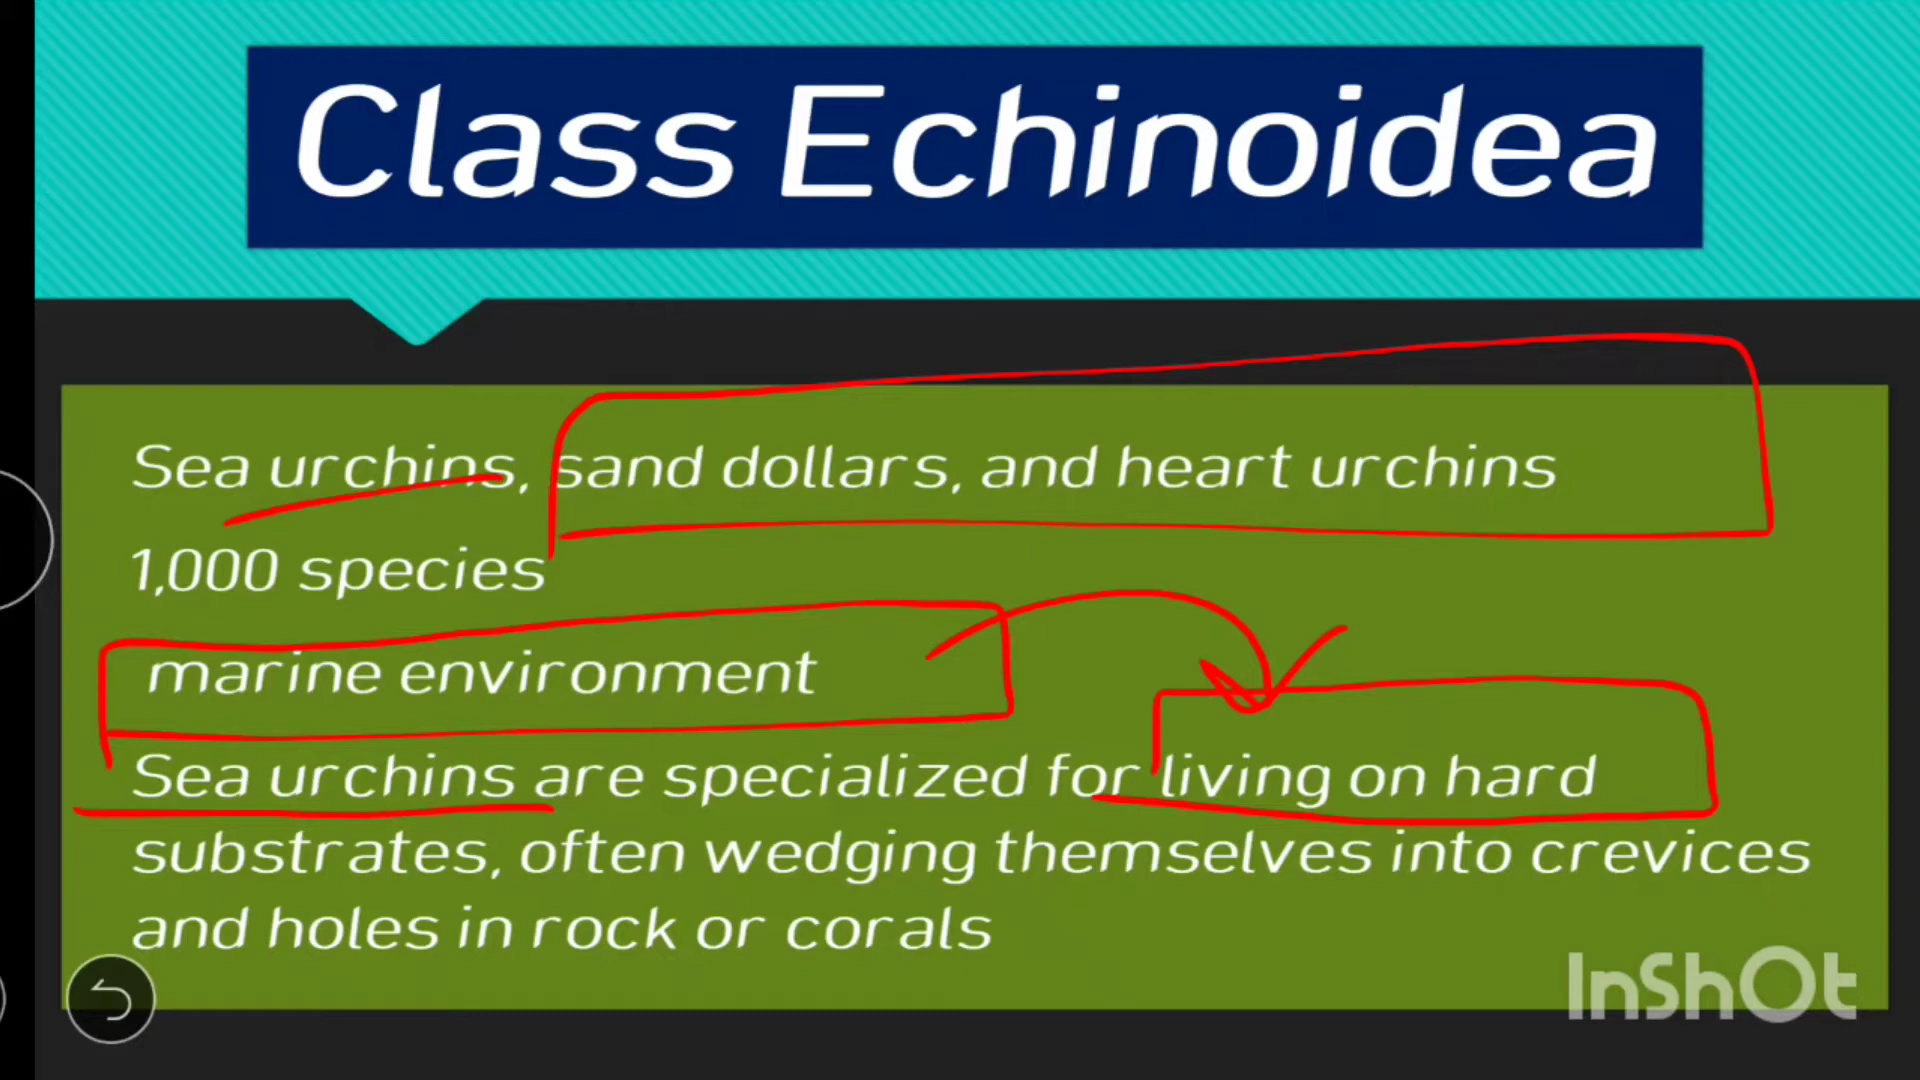 Class Echinoidea
Sea urchins, sand dollars, and heart urchins
1,000 species
marine environment
Sea urchins are specialized for living on hard
substrates, often wedging themselves into crevices
and holes in rock or corals
InShOt